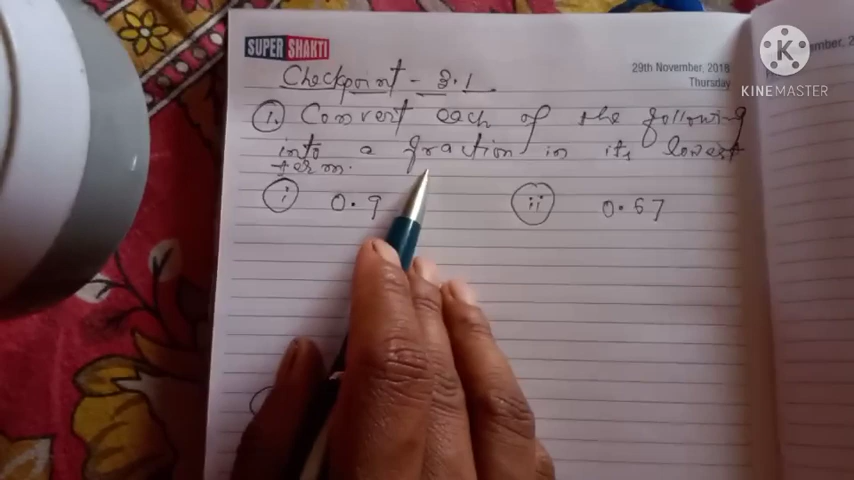 SUPER SHAKTI
Checkpoint - 3.1
29th November, 2018
Thursday
1. Convert each of the following
into a fraction in its lowest
term.
i 0.9 ii 0.67
K
KINEMASTER